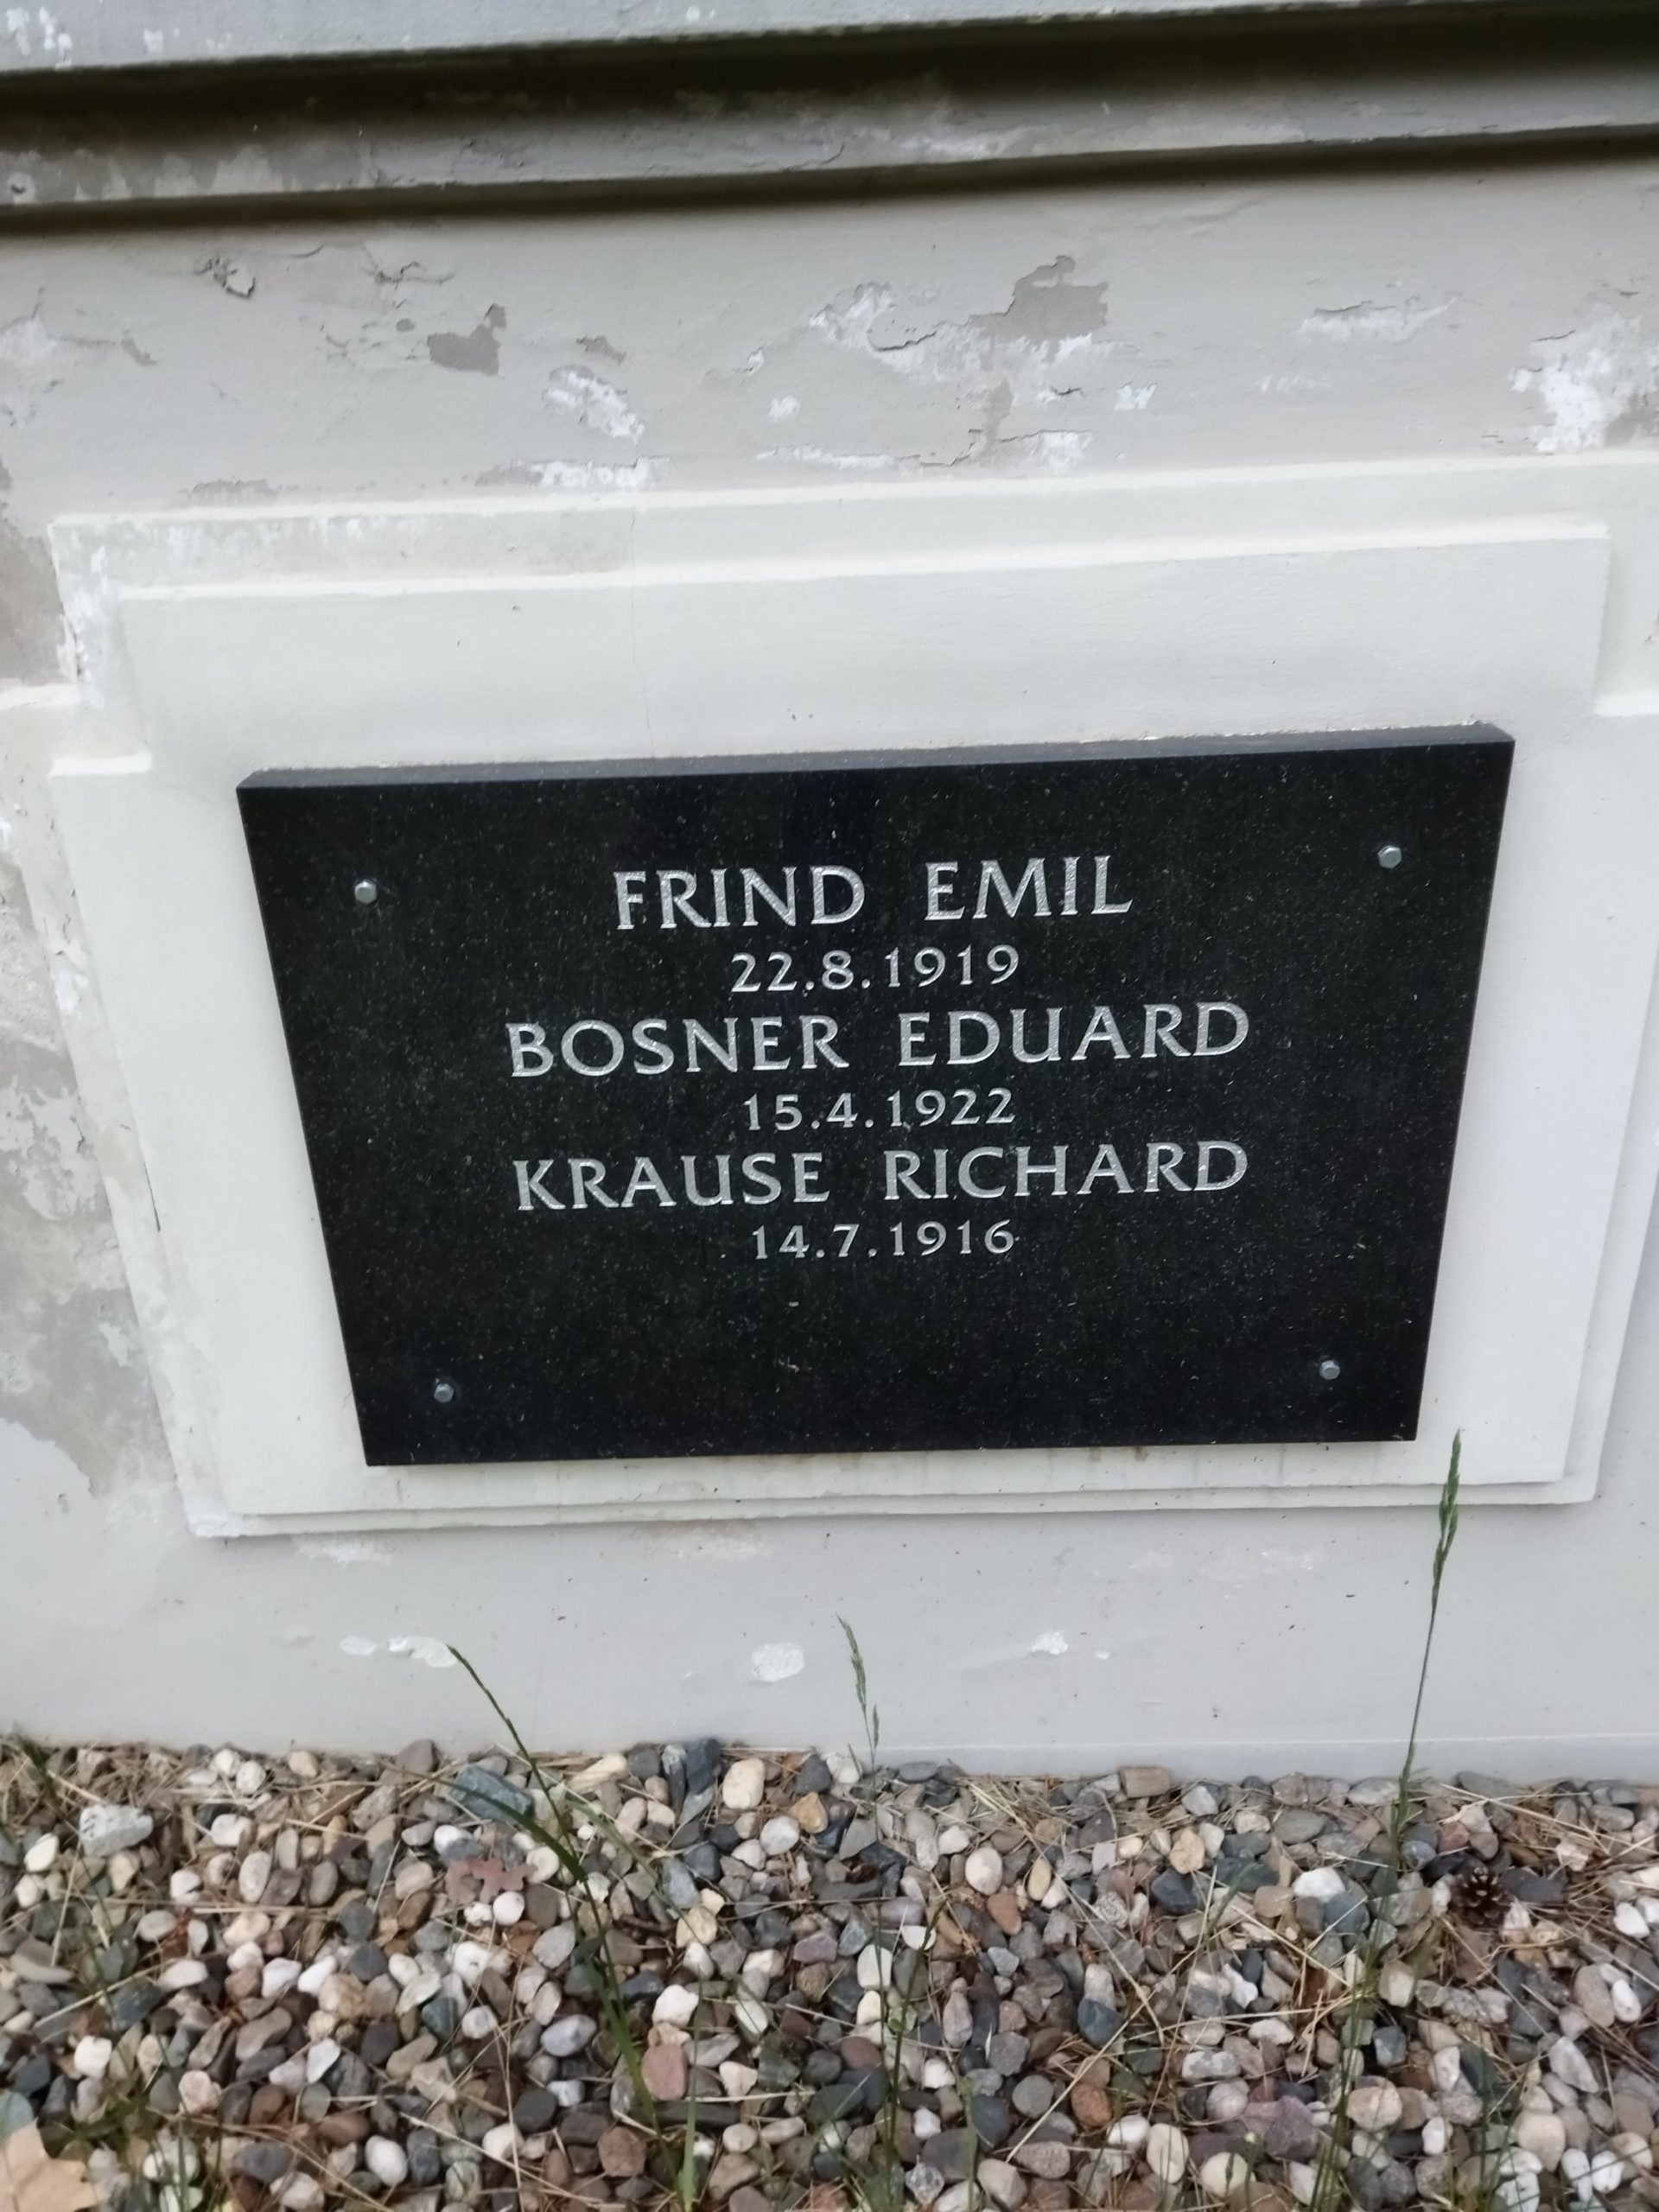 FRIND EMIL
22.8.1919
BOSNER EDUARD
15.4.1922
KRAUSE RICHARD
14.7.1916